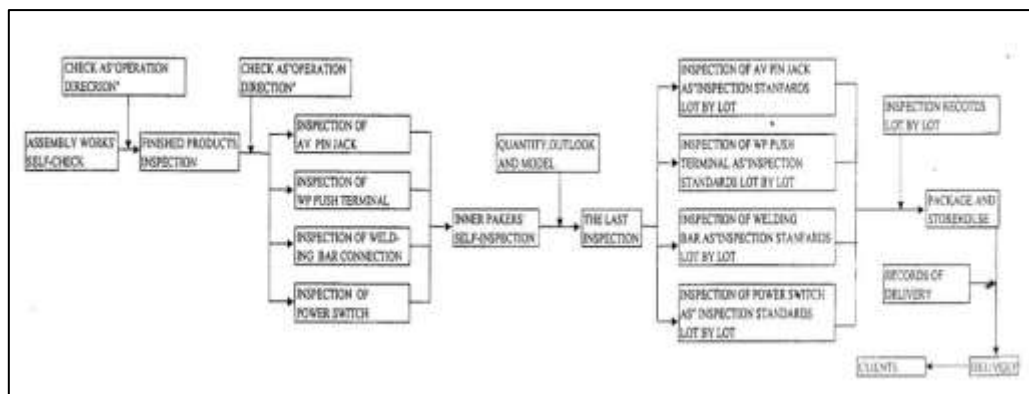 CHECK AS"OPERATION
DIRECRION"
CHECK AS"OPERATION
DIRECTION"
ASSEMBLY WORKS'
SELF-CHECK
FINISHED PRODUCTS
INSPECTION
INSPECTION OF
AV PIN JACK
INSPECTION OF
WP PUSH TERMINAL
INSPECTION OF WELD-
ING BAR CONNECTION
INSPECTION OF
POWER SWITCH
INNER PAKERS'
SELF-INSPECTION
QUANTITY,OUTLOOK
AND MODEL
THE LAST
INSPECTION
INSPECTION OF AV PIN JACK
AS"INSPECTION STANFARDS
LOT BY LOT
INSPECTION OF WP PUSH
TERMINAL AS"INSPECTION
STANDARDS LOT BY LOT
INSPECTION OF WELDING
BAR AS"INSPECTION STANFARDS
LOT BY LOT
INSPECTION OF POWER SWITCH
AS" INSPECTION STANDARDS
LOT BY LOT
INSPECTION RECOTDS
LOT BY LOT
PACKAGE AND
STOREHOUSE
RECORDS OF
DELIVERY
DELIVELY
CLIENTS